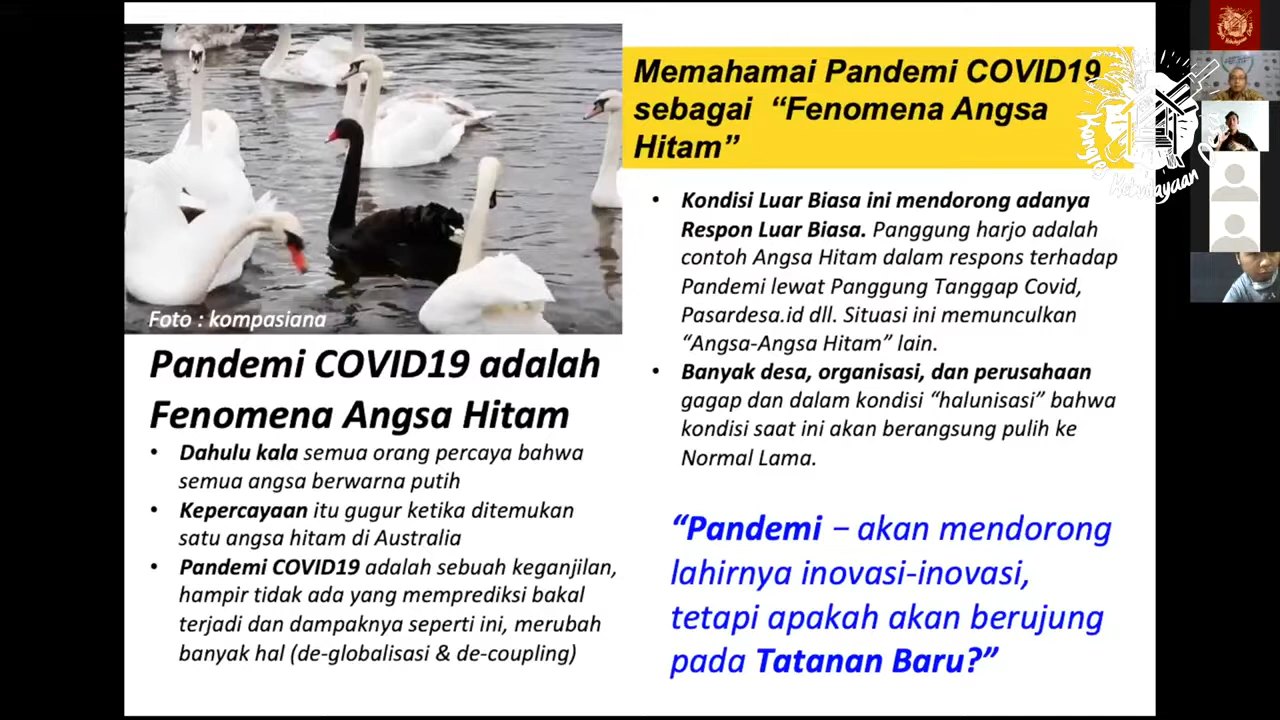 Foto : kompasiana
Pandemi COVID19 adalah
Fenomena Angsa Hitam
• Dahulu kala semua orang percaya bahwa
semua angsa berwarna putih
• Kepercayaan itu gugur ketika ditemukan
satu angsa hitam di Australia
• Pandemi COVID19 adalah sebuah keganjilan,
hampir tidak ada yang memprediksi bakal
terjadi dan dampaknya seperti ini, merubah
banyak hal (de-globalisasi & de-coupling)
Memahamai Pandemi COVID19
sebagai “Fenomena Angsa
Hitam”
• Kondisi Luar Biasa ini mendorong adanya
Respon Luar Biasa. Panggung harjo adalah
contoh Angsa Hitam dalam respons terhadap
Pandemi lewat Panggung Tanggap Covid,
Pasardesa.id dll. Situasi ini memunculkan
“Angsa-Angsa Hitam” lain.
• Banyak desa, organisasi, dan perusahaan
gagap dan dalam kondisi “halunisasi” bahwa
kondisi saat ini akan berangsung pulih ke
Normal Lama.
“Pandemi – akan mendorong
lahirnya inovasi-inovasi,
tetapi apakah akan berujung
pada Tatanan Baru?”
Kebudayaan